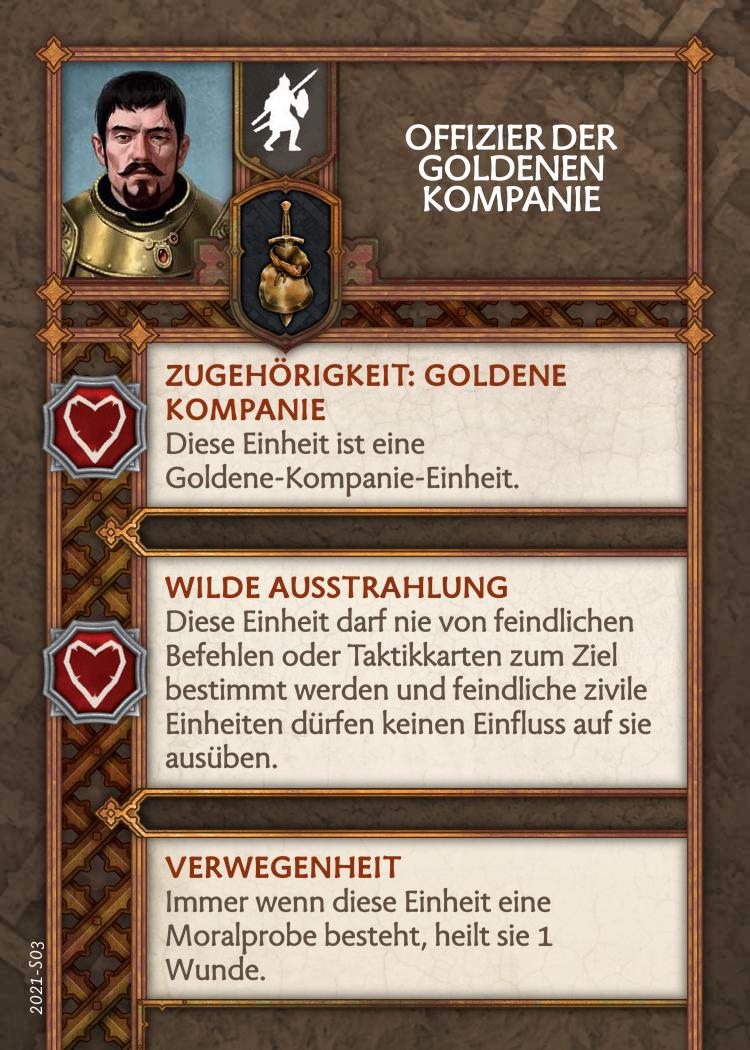 OFFIZIER DER
GOLDENEN
KOMPANIE
ZUGEHÖRIGKEIT: GOLDENE
KOMPANIE
Diese Einheit ist eine
Goldene-Kompanie-Einheit.
WILDE AUSSTRAHLUNG
Diese Einheit darf nie von feindlichen
Befehlen oder Taktikkarten zum Ziel
bestimmt werden und feindliche zivile
Einheiten dürfen keinen Einfluss auf sie
ausüben.
VERWEGENHEIT
Immer wenn diese Einheit eine
Moralprobe besteht, heilt sie 1
Wunde.
2021-S03